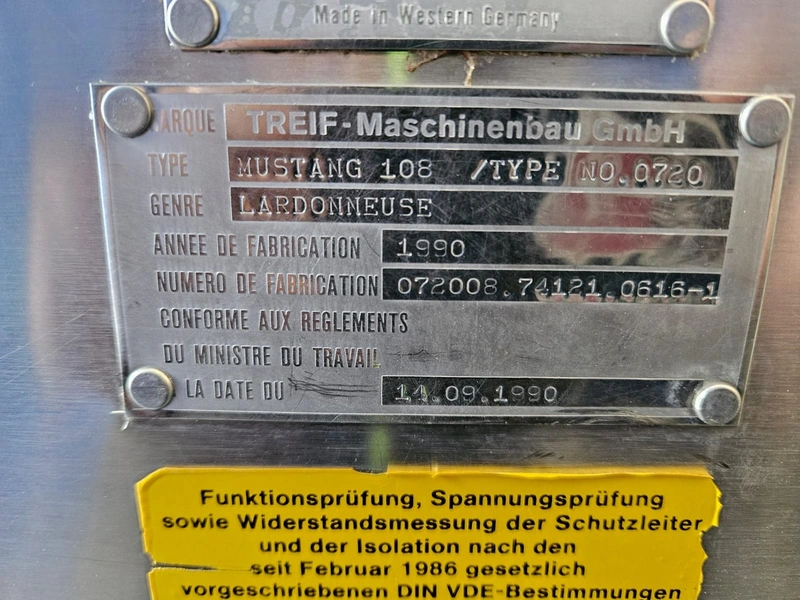 Made in Western Germany
MARQUE TREIF-Maschinenbau GmbH
TYPE MUSTANG 108 /TYPE NO.0720
GENRE LARDONNEUSE
ANNEE DE FABRICATION 1990
NUMERO DE FABRICATION 072008.74121.0616-1
CONFORME AUX REGLEMENTS
DU MINISTRE DU TRAVAIL
LA DATE DU 14.09.1990
Funktionsprüfung, Spannungsprüfung
sowie Widerstandsmessung der Schutzleiter
und der Isolation nach den
seit Februar 1986 gesetzlich
vorgeschriebenen DIN VDE-Bestimmungen